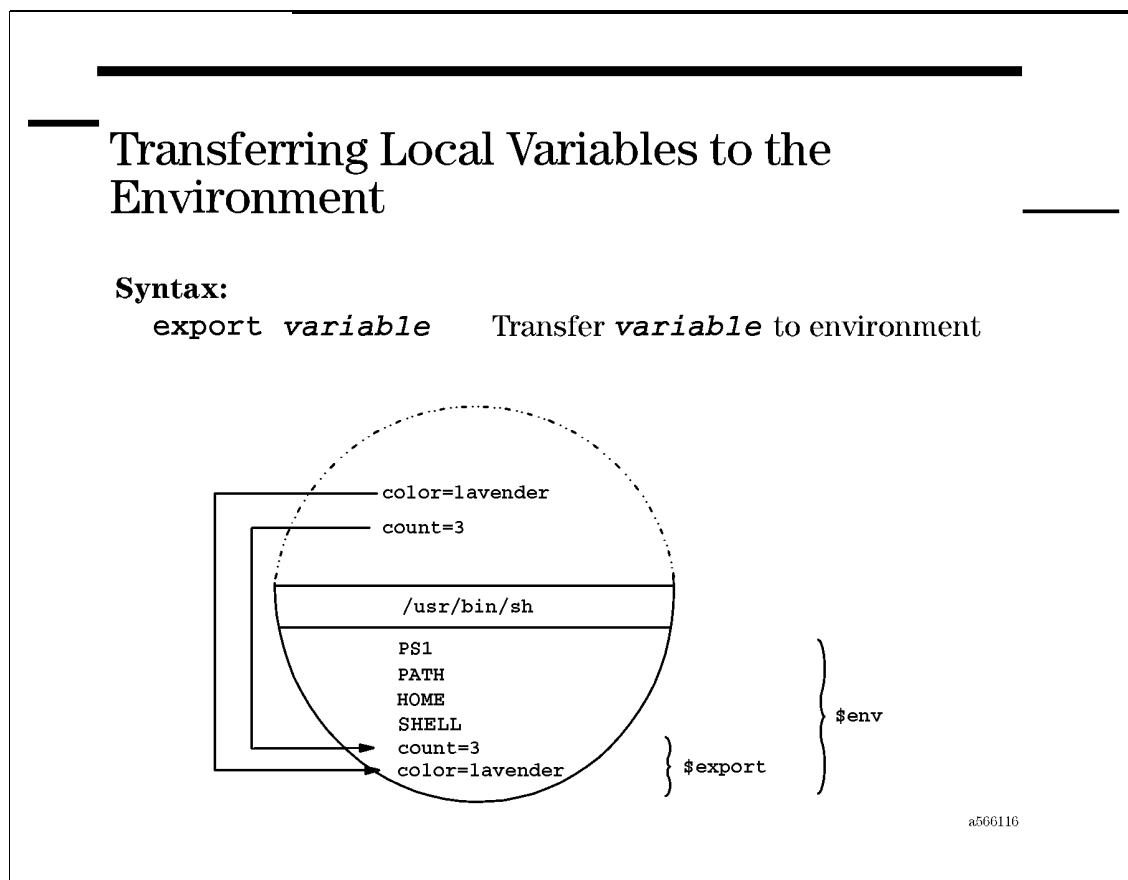 Transferring Local Variables to the
Environment
Syntax:
export variable Transfer variable to environment
color=lavender
count=3
/usr/bin/sh
PS1
PATH
HOME
SHELL
count=3
color=lavender
$export
$env
a566116